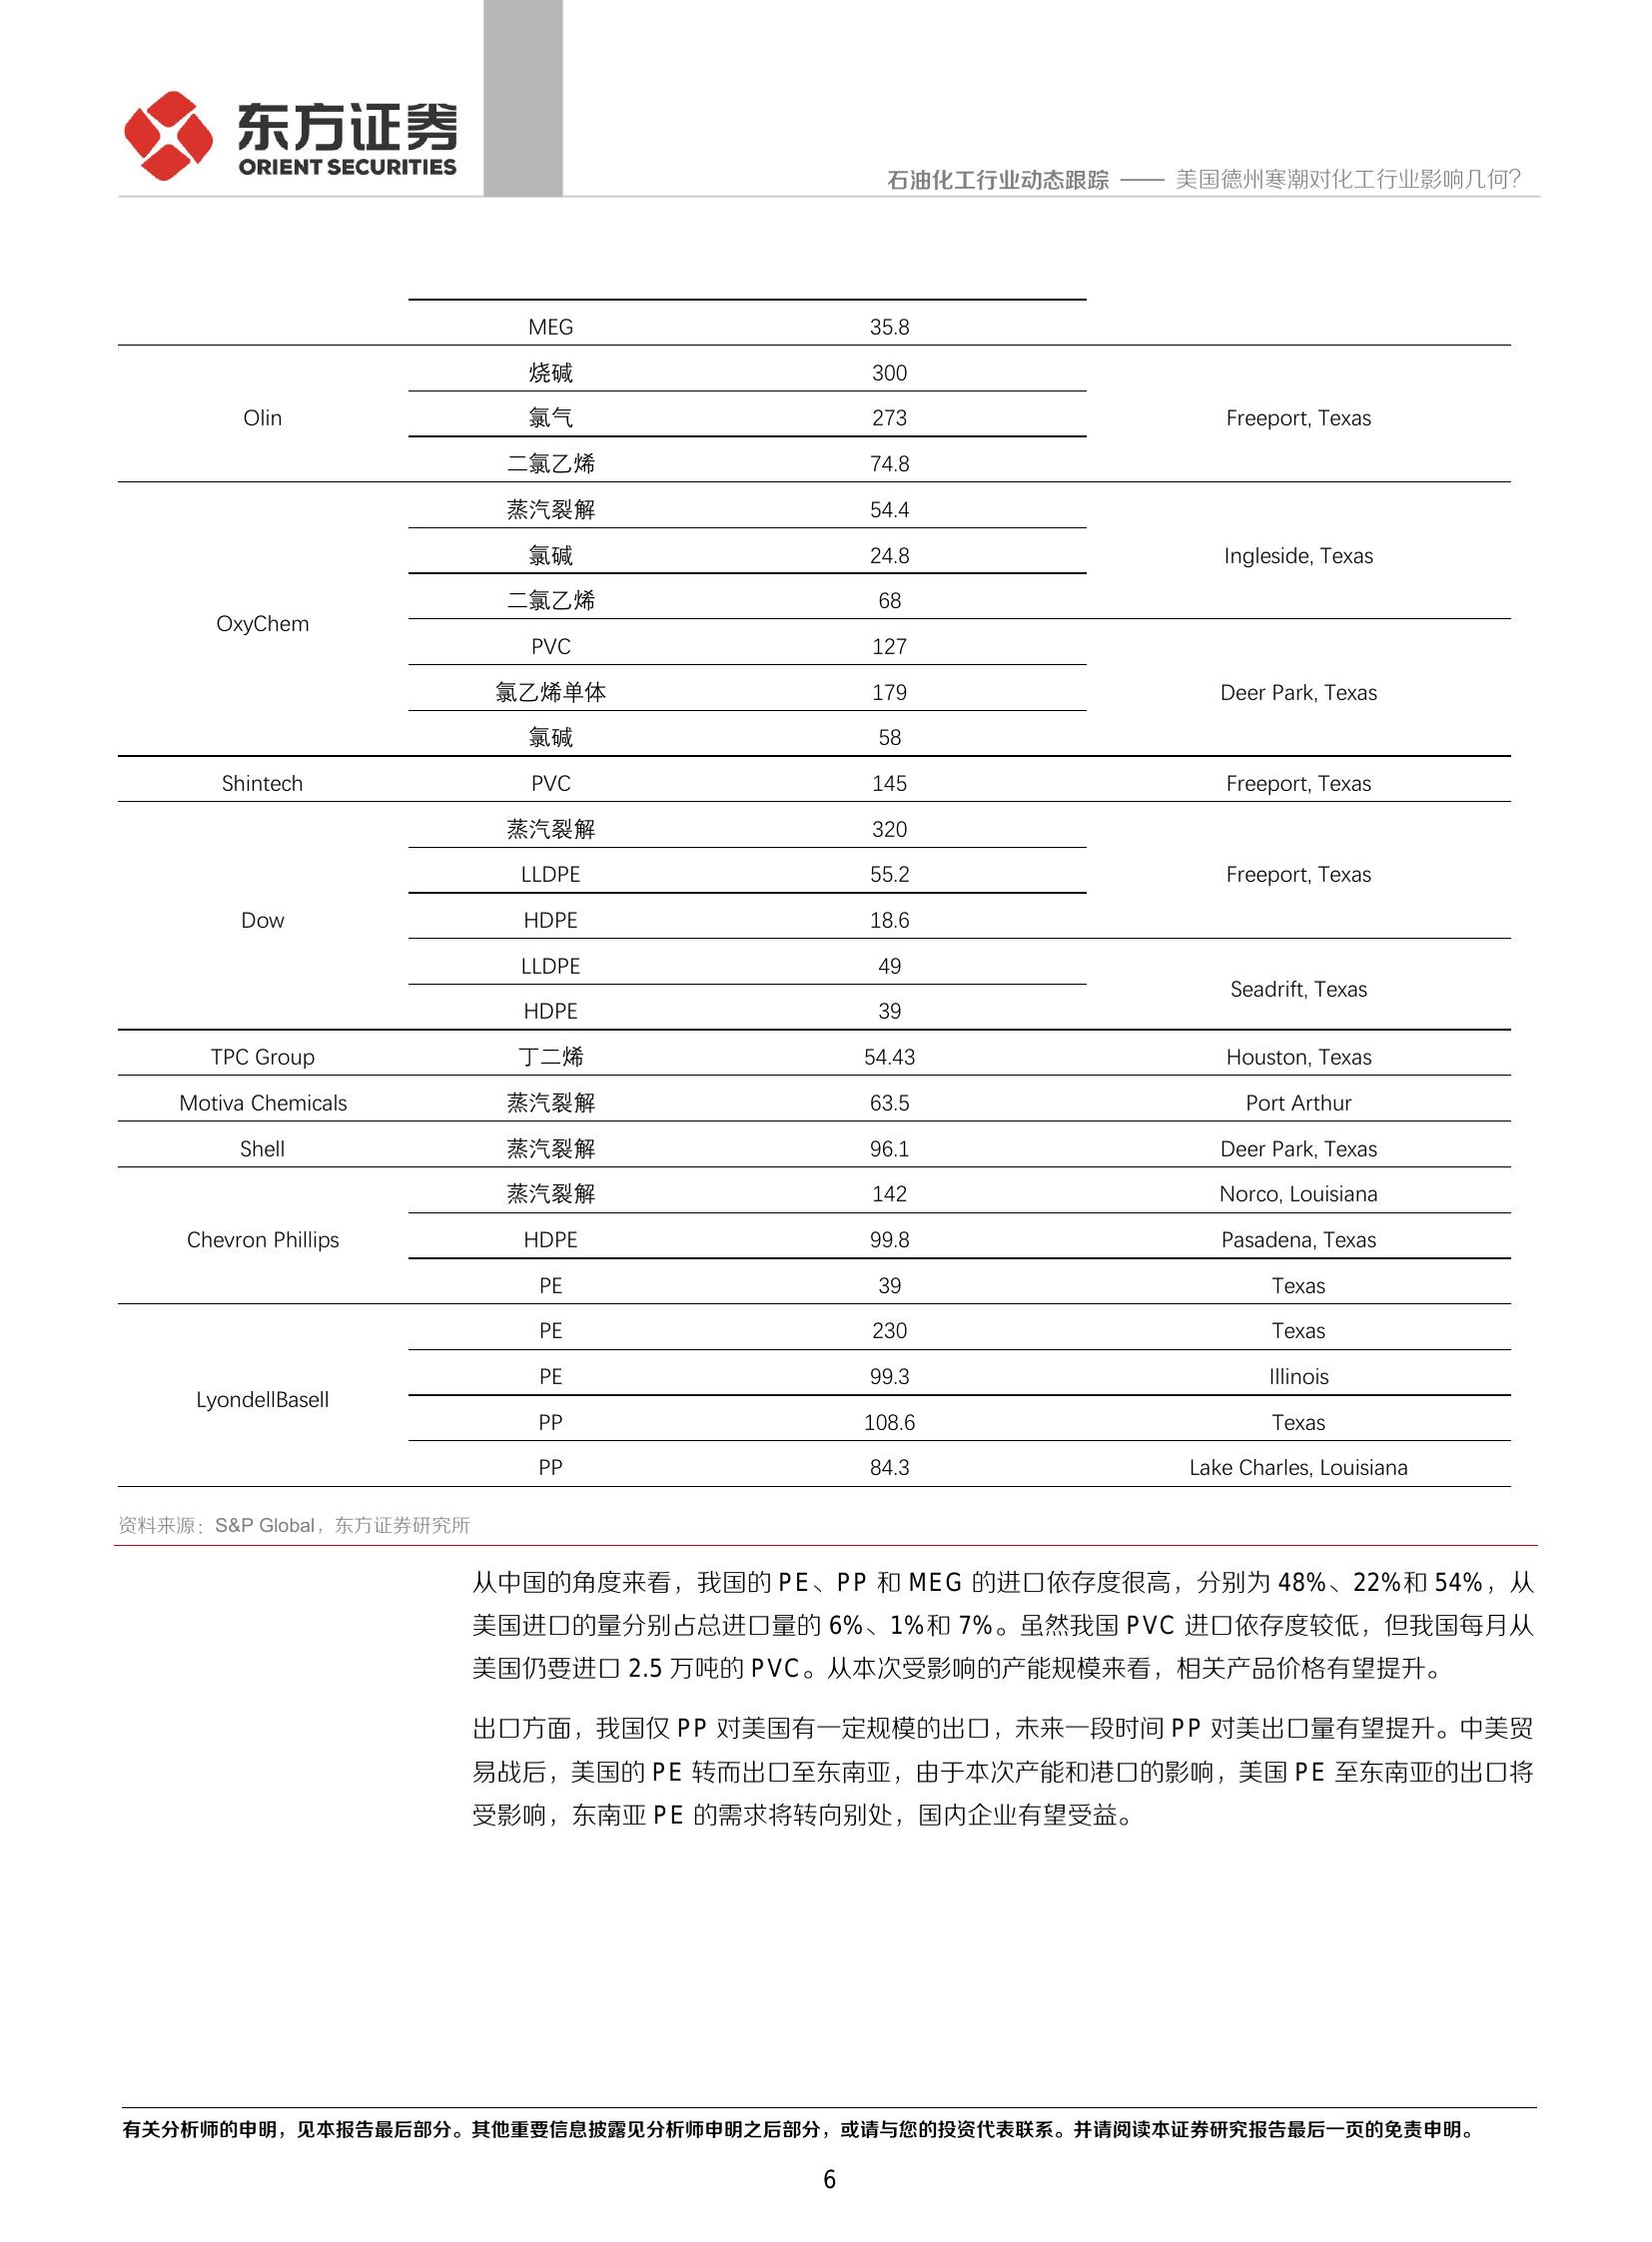 东方证券
ORIENT SECURITIES
石油化工行业动态跟踪 —— 美国德州寒潮对化工行业影响几何？
MEG 35.8
烧碱 300
Olin 氯气 273 Freeport, Texas
二氯乙烯 74.8
蒸汽裂解 54.4
氯碱 24.8 Ingleside, Texas
二氯乙烯 68
OxyChem
PVC 127
氯乙烯单体 179 Deer Park, Texas
氯碱 58
Shintech PVC 145 Freeport, Texas
蒸汽裂解 320
LLDPE 55.2 Freeport, Texas
Dow HDPE 18.6
LLDPE 49
Seadrift, Texas
HDPE 39
TPC Group 丁二烯 54.43 Houston, Texas
Motiva Chemicals 蒸汽裂解 63.5 Port Arthur
Shell 蒸汽裂解 96.1 Deer Park, Texas
蒸汽裂解 142 Norco, Louisiana
Chevron Phillips HDPE 99.8 Pasadena, Texas
PE 39 Texas
PE 230 Texas
PE 99.3 Illinois
LyondellBasell
PP 108.6 Texas
PP 84.3 Lake Charles, Louisiana
资料来源：S&P Global，东方证券研究所
从中国的角度来看，我国的 PE、PP 和 MEG 的进口依存度很高，分别为 48%、22%和 54%，从
美国进口的量分别占总进口量的 6%、1%和 7%。虽然我国 PVC 进口依存度较低，但我国每月从
美国仍要进口 2.5 万吨的 PVC。从本次受影响的产能规模来看，相关产品价格有望提升。
出口方面，我国仅 PP 对美国有一定规模的出口，未来一段时间 PP 对美出口量有望提升。中美贸
易战后，美国的 PE 转而出口至东南亚，由于本次产能和港口的影响，美国 PE 至东南亚的出口将
受影响，东南亚 PE 的需求将转向别处，国内企业有望受益。
有关分析师的申明，见本报告最后部分。其他重要信息披露见分析师申明之后部分，或请与您的投资代表联系。并请阅读本证券研究报告最后一页的免责申明。
6